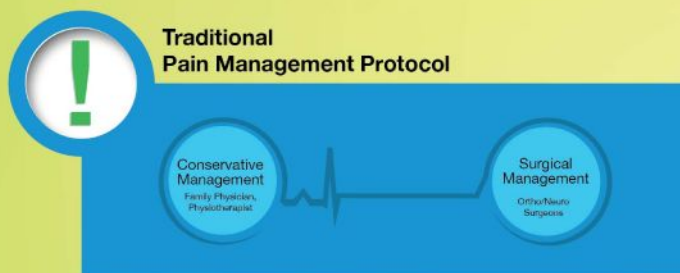 !
Traditional
Pain Management Protocol
Conservative
Management
Family Physician,
Physiotherapist
Surgical
Management
Ortho/Neuro
Surgeons